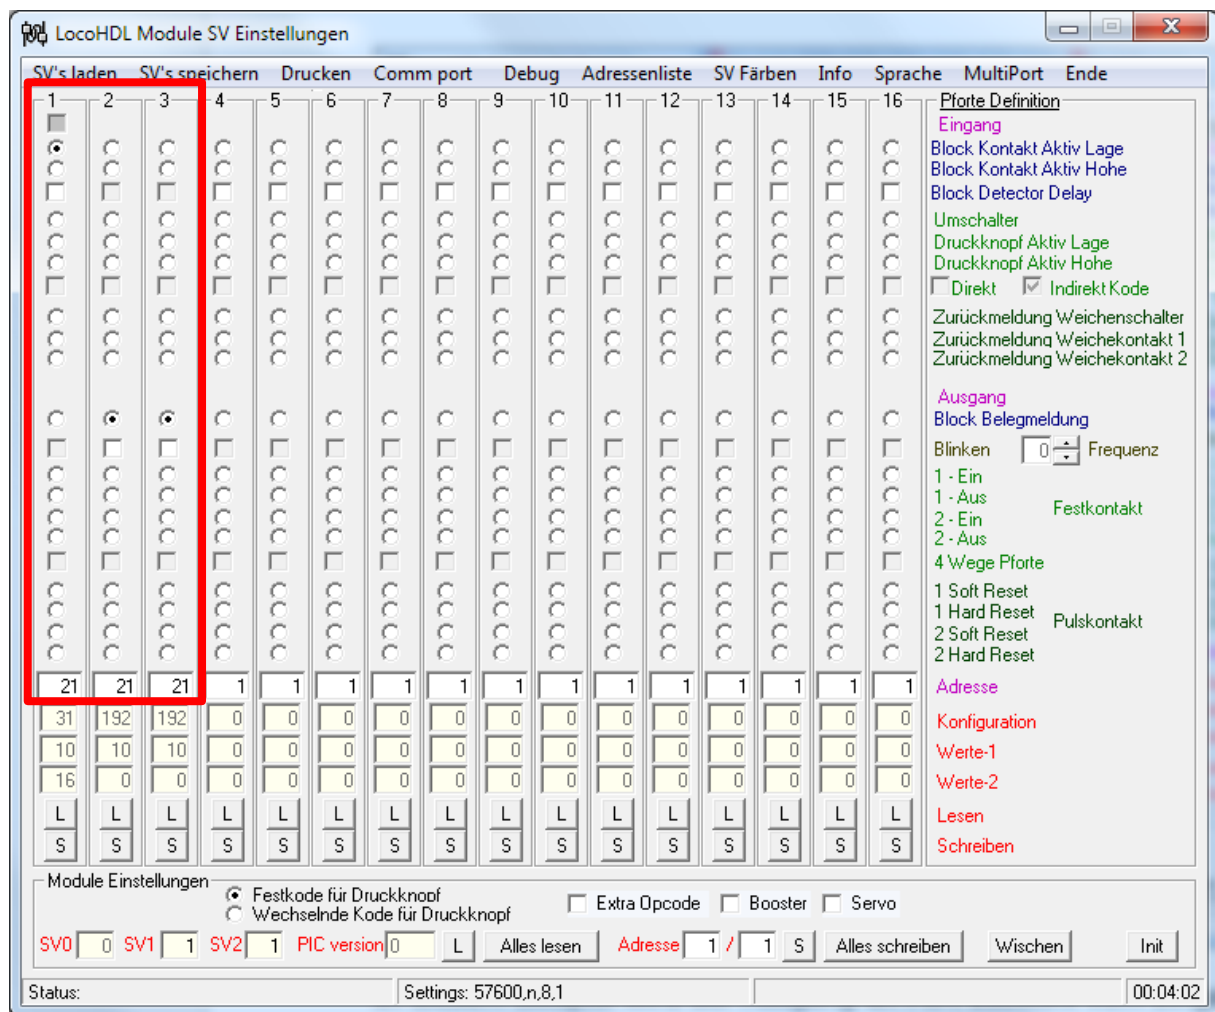 LocoHDL Module SV Einstellungen
SV's laden SV's speichern Drucken Comm port Debug Adressenliste SV Färben Info Sprache MultiPort Ende
1 2 3 4 5 6 7 8 9 10 11 12 13 14 15 16 Pforte Definition
Eingang
Block Kontakt Aktiv Lage
Block Kontakt Aktiv Hohe
Block Detector Delay
Umschalter
Druckknopf Aktiv Lage
Druckknopf Aktiv Hohe
Direkt Indirekt Kode
Zurückmeldung Weichenschalter
Zurückmeldung Weichekontakt 1
Zurückmeldung Weichekontakt 2
Ausgang
Block Belegmeldung
Blinken 0 Frequenz
1 - Ein
1 - Aus
Festkontakt
2 - Ein
2 - Aus
4 Wege Pforte
1 Soft Reset
1 Hard Reset
Pulskontakt
2 Soft Reset
2 Hard Reset
21 21 21 1 1 1 1 1 1 1 1 1 1 1 1 1 Adresse
31 192 192 0 0 0 0 0 0 0 0 0 0 0 0 0 Konfiguration
10 10 10 0 0 0 0 0 0 0 0 0 0 0 0 0 Werte-1
16 0 0 0 0 0 0 0 0 0 0 0 0 0 0 0 Werte-2
L L L L L L L L L L L L L L L L Lesen
S S S S S S S S S S S S S S S S Schreiben
Module Einstellungen
Festkode für Druckknopf
Wechselnde Kode für Druckknopf
Extra Opcode Booster Servo
SV0 0 SV1 1 SV2 1 PIC version 0 L Alles lesen Adresse 1 / 1 S Alles schreiben Wischen Init
Status: Settings: 57600,n,8,1 00:04:02